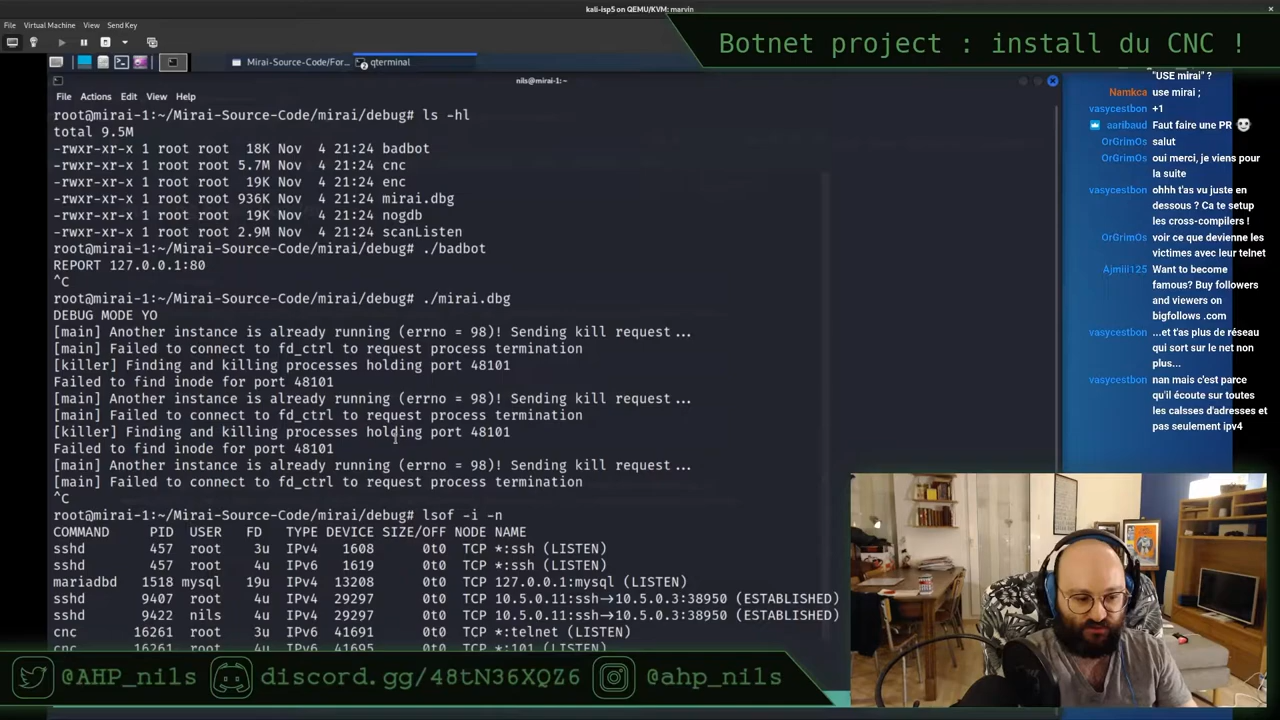 kali-isp5 on QEMU/KVM: marvin
File Virtual Machine View Send Key
Botnet project : install du CNC !
Mirai-Source-Code/For...
qterminal
nils@mirai-1: ~
File Actions Edit View Help
root@mirai-1:~/Mirai-Source-Code/mirai/debug# ls -hl
total 9.5M
-rwxr-xr-x 1 root root 18K Nov 4 21:24 badbot
-rwxr-xr-x 1 root root 5.7M Nov 4 21:24 cnc
-rwxr-xr-x 1 root root 19K Nov 4 21:24 enc
-rwxr-xr-x 1 root root 936K Nov 4 21:24 mirai.dbg
-rwxr-xr-x 1 root root 19K Nov 4 21:24 nogdb
-rwxr-xr-x 1 root root 2.9M Nov 4 21:24 scanListen
root@mirai-1:~/Mirai-Source-Code/mirai/debug# ./badbot
REPORT 127.0.0.1:80
^C
root@mirai-1:~/Mirai-Source-Code/mirai/debug# ./mirai.dbg
DEBUG MODE YO
[main] Another instance is already running (errno = 98)! Sending kill request...
[main] Failed to connect to fd_ctrl to request process termination
[killer] Finding and killing processes holding port 48101
Failed to find inode for port 48101
[main] Another instance is already running (errno = 98)! Sending kill request...
[main] Failed to connect to fd_ctrl to request process termination
[killer] Finding and killing processes holding port 48101
Failed to find inode for port 48101
[main] Another instance is already running (errno = 98)! Sending kill request...
[main] Failed to connect to fd_ctrl to request process termination
^C
root@mirai-1:~/Mirai-Source-Code/mirai/debug# lsof -i -n
COMMAND PID USER FD TYPE DEVICE SIZE/OFF NODE NAME
sshd 457 root 3u IPv4 1608 0t0 TCP *:ssh (LISTEN)
sshd 457 root 4u IPv6 1619 0t0 TCP *:ssh (LISTEN)
mariadbd 1518 mysql 19u IPv4 13208 0t0 TCP 127.0.0.1:mysql (LISTEN)
sshd 9407 root 4u IPv4 29297 0t0 TCP 10.5.0.11:ssh->10.5.0.3:38950 (ESTABLISHED)
sshd 9422 nils 4u IPv4 29297 0t0 TCP 10.5.0.11:ssh->10.5.0.3:38950 (ESTABLISHED)
cnc 16261 root 3u IPv6 41691 0t0 TCP *:telnet (LISTEN)
cnc 16261 root 4u IPv6 41695 0t0 TCP *:101 (LISTEN)
"USE mirai" ?
Namkca use mirai ;
vasycestbon +1
aaribaud Faut faire une PR
OrGrimOs salut
OrGrimOs oui merci, je viens pour
la suite
vasycestbon ohhh t'as vu juste en
dessous ? Ca te setup
les cross-compilers !
OrGrimOs voir ce que devienne les
victimes avec leur telnet
Ajmiii125 Want to become
famous? Buy followers
and viewers on
bigfollows .com
vasycestbon ...et t'as plus de réseau
qui sort sur le net non
plus...
vasycestbon nan mais c'est parce
qu'il écoute sur toutes
les calsses d'adresses et
pas seulement ipv4
@AHP_nils
discord.gg/48tN36XQZ6
@ahp_nils